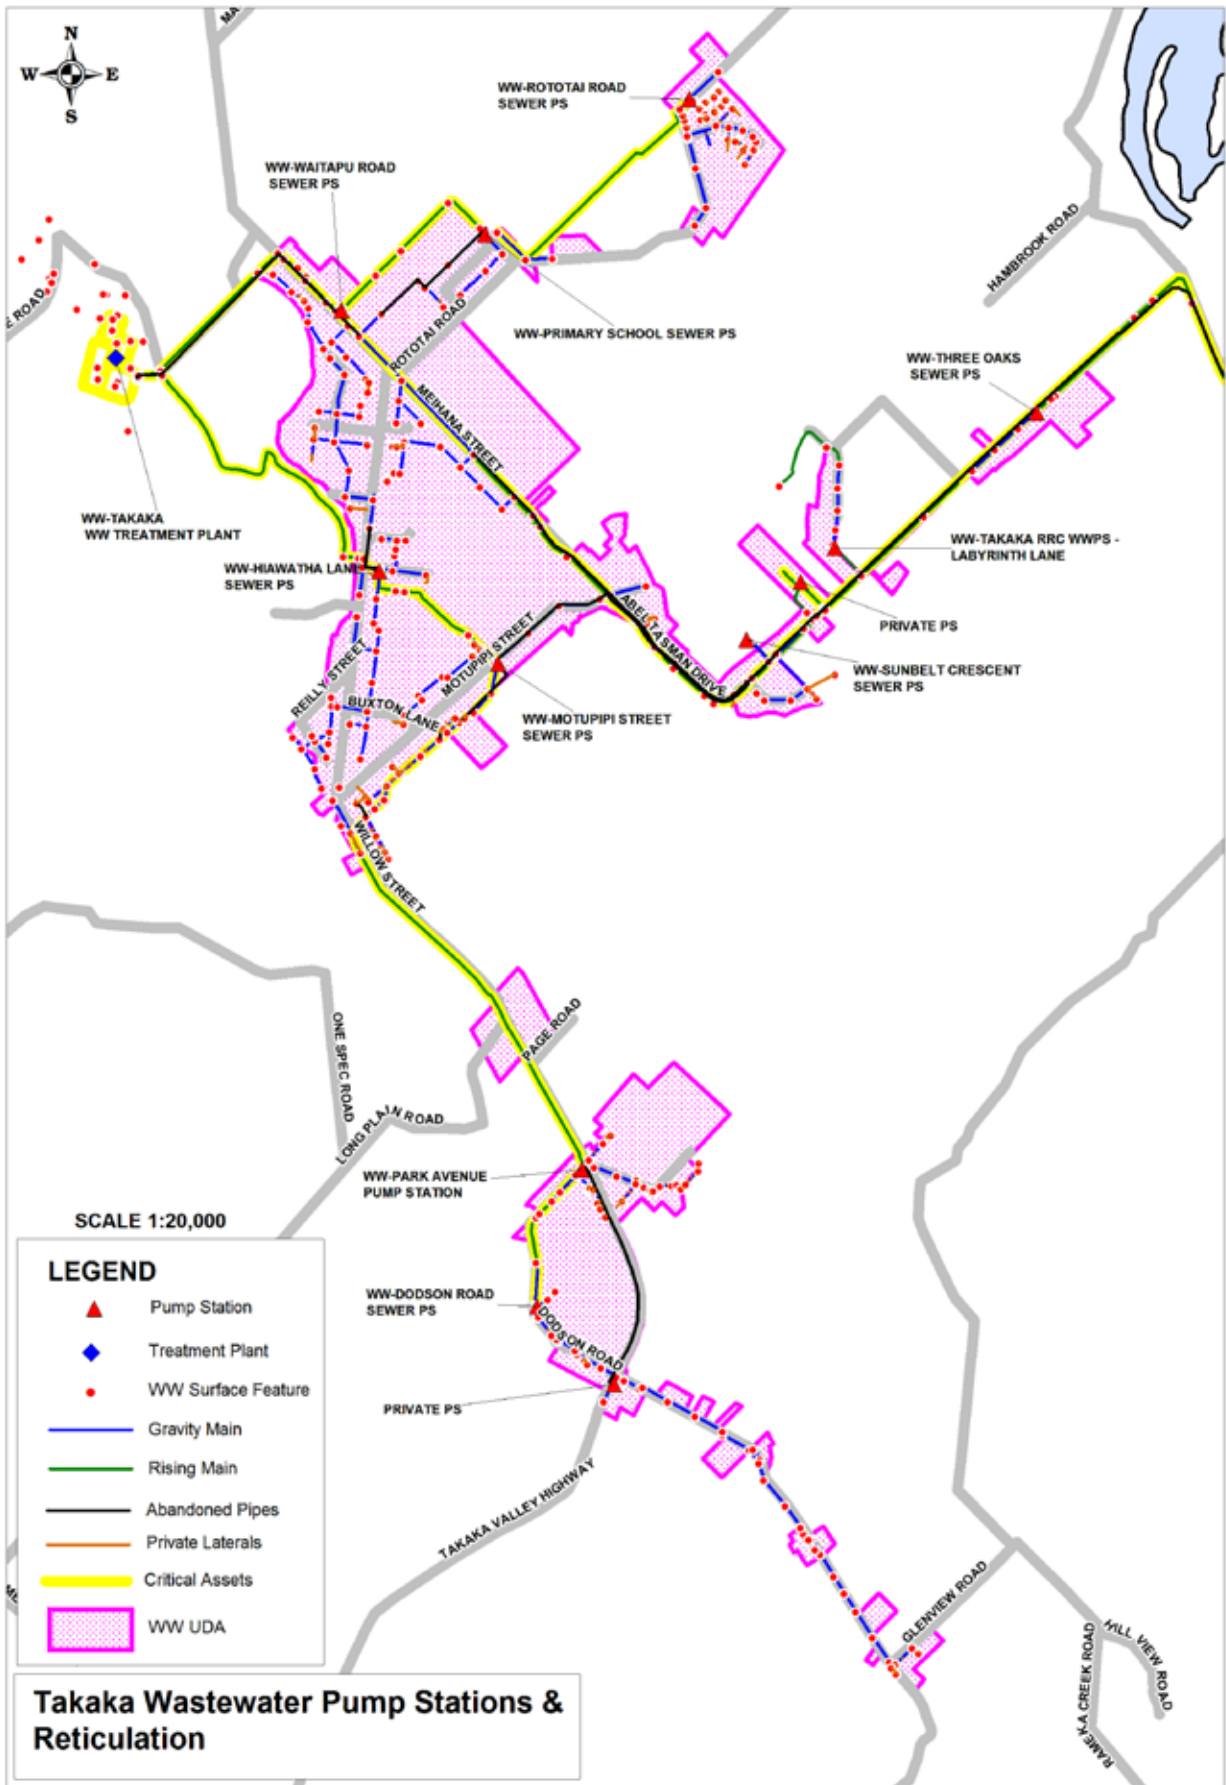 MA
N
W E
S
WW-ROTOTAI ROAD
SEWER PS
WW-WAITAPU ROAD
SEWER PS
HAMBROOK ROAD
E ROAD
ROTOTAI ROAD
WW-PRIMARY SCHOOL SEWER PS
WW-THREE OAKS
SEWER PS
MEIHANA STREET
WW-TAKAKA
WW TREATMENT PLANT
WW-TAKAKA RRC WWPS -
LABYRINTH LANE
WW-HIAWATHA LANE
SEWER PS
ABEL TASMAN DRIVE
PRIVATE PS
MOTUPIPI STREET
REILLY STREET
BUXTON LANE
WW-SUNBELT CRESCENT
SEWER PS
WW-MOTUPIPI STREET
SEWER PS
WILLOW STREET
PAGE ROAD
ONE SPEC ROAD
LONG PLAIN ROAD
WW-PARK AVENUE
PUMP STATION
SCALE 1:20,000
WW-DODSON ROAD
SEWER PS
DODSON ROAD
PRIVATE PS
TAKAKA VALLEY HIGHWAY
GLENVIEW ROAD
HILL VIEW ROAD
RAMEKA CREEK ROAD
LEGEND
Pump Station
Treatment Plant
WW Surface Feature
Gravity Main
Rising Main
Abandoned Pipes
Private Laterals
Critical Assets
WW UDA
Takaka Wastewater Pump Stations &
Reticulation